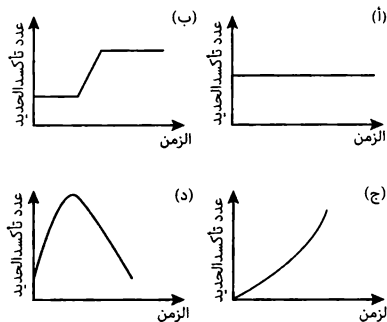 (أ)
عدد تأكسد الحديد
الزمن
(ب)
عدد تأكسد الحديد
الزمن
(ج)
عدد تأكسد الحديد
لزمن
(د)
عدد تأكسد الحديد
الزمن